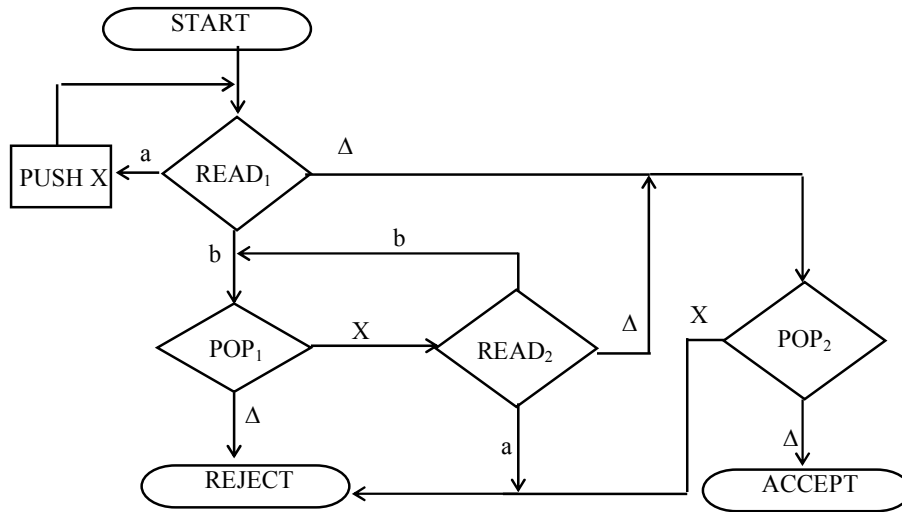 START
a
Δ
PUSH X
READ₁
b
b
X
Δ
X
POP₁
READ₂
POP₂
Δ
a
Δ
REJECT
ACCEPT